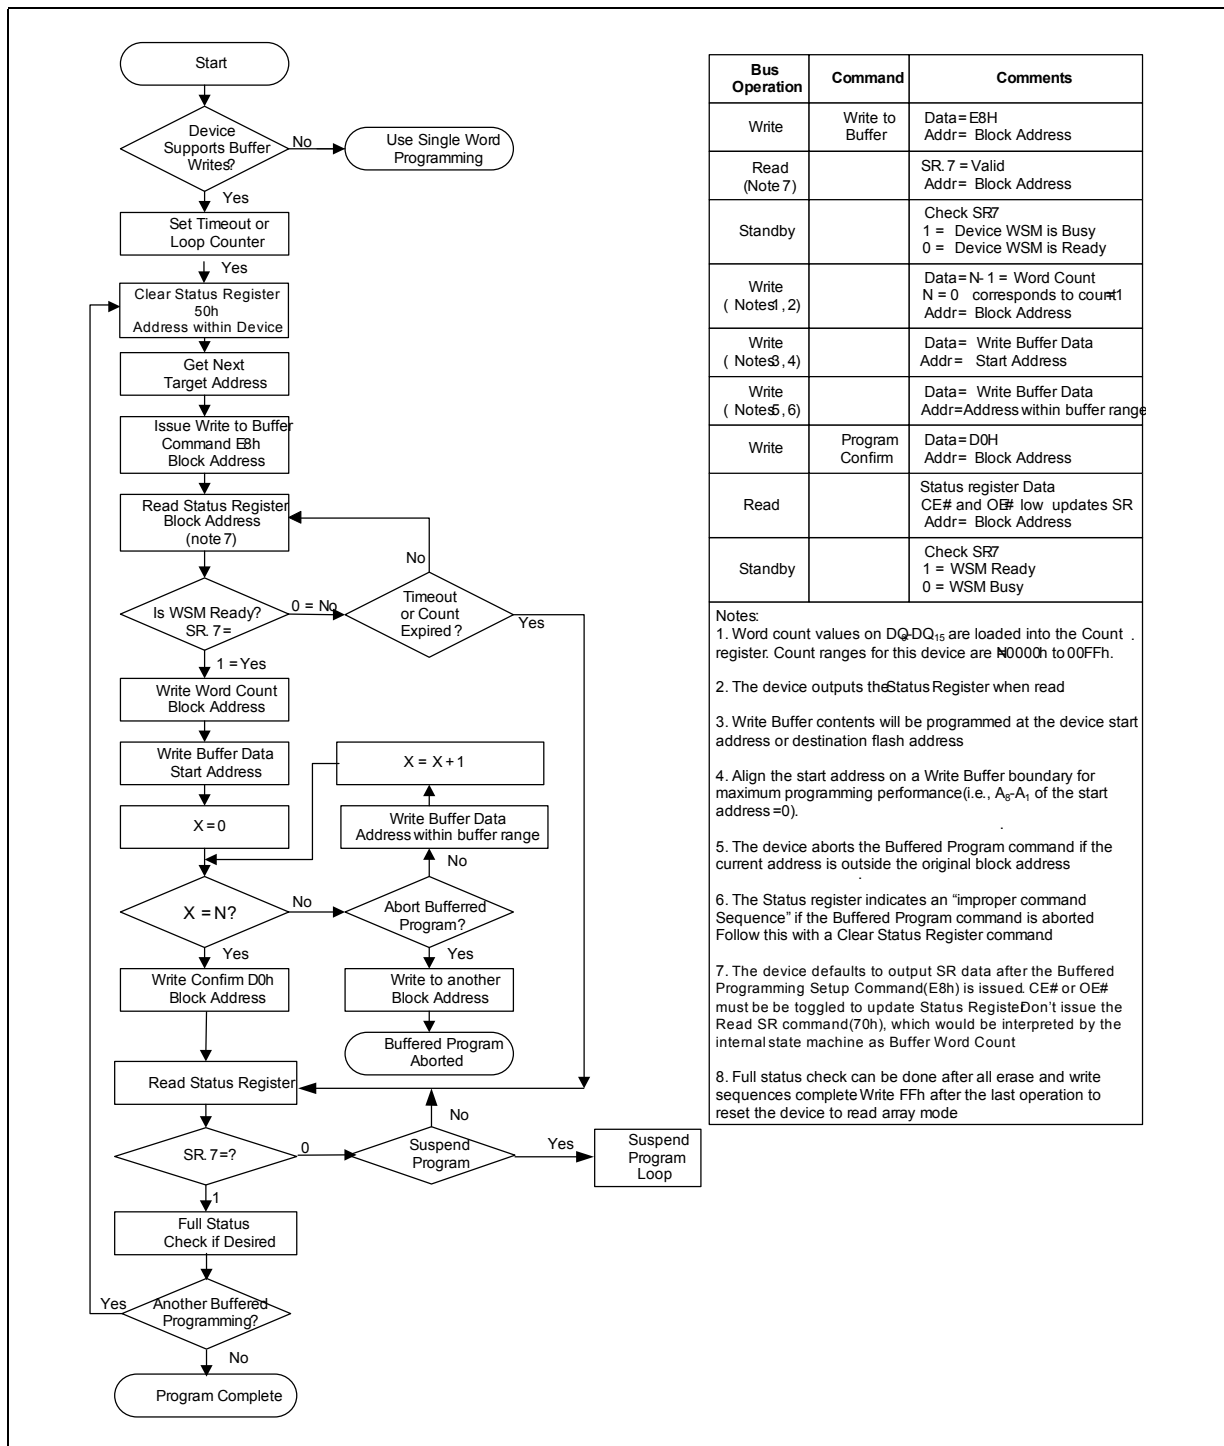 Start
Device
Supports Buffer
Writes?
No
Use Single Word
Programming
Yes
Set Timeout or
Loop Counter
Yes
Clear Status Register
50h
Address within Device
Get Next
Target Address
Issue Write to Buffer
Command E8h
Block Address
Read Status Register
Block Address
(note 7)
No
Is WSM Ready?
SR. 7 =
0 = No
Timeout
or Count
Expired ?
Yes
1 = Yes
Write Word Count
Block Address
Write Buffer Data
Start Address
X = X + 1
X = 0
Write Buffer Data
Address within buffer range
No
X = N?
No
Abort Bufferred
Program?
Yes
Yes
Write Confirm D0h
Block Address
Write to another
Block Address
Buffered Program
Aborted
Read Status Register
No
SR. 7 =?
0
Suspend
Program
Yes
Suspend
Program
Loop
1
Full Status
Check if Desired
Yes
Another Buffered
Programming?
No
Program Complete
Bus
Operation
Command
Comments
Write
Write to
Buffer
Data = E8H
Addr = Block Address
Read
(Note 7)
SR. 7 = Valid
Addr = Block Address
Standby
Check SR7
1 = Device WSM is Busy
0 = Device WSM is Ready
Write
( Notes1 , 2)
Data = N- 1 = Word Count
N = 0 corresponds to count=1
Addr = Block Address
Write
( Notes3, 4)
Data = Write Buffer Data
Addr = Start Address
Write
( Notes5, 6)
Data = Write Buffer Data
Addr=Address within buffer range
Write
Program
Confirm
Data = D0H
Addr = Block Address
Read
Status register Data
CE# and OE# low updates SR
Addr = Block Address
Standby
Check SR7
1 = WSM Ready
0 = WSM Busy
Notes:
1. Word count values on DQ0-DQ15 are loaded into the Count .
register. Count ranges for this device are N=0000h to 00FFh.
2. The device outputs the Status Register when read
3. Write Buffer contents will be programmed at the device start
address or destination flash address
4. Align the start address on a Write Buffer boundary for
maximum programming performance(i.e., A8-A1 of the start
address =0).
5. The device aborts the Buffered Program command if the
current address is outside the original block address
6. The Status register indicates an “improper command
Sequence” if the Buffered Program command is aborted
Follow this with a Clear Status Register command
7. The device defaults to output SR data after the Buffered
Programming Setup Command(E8h) is issued. CE# or OE#
must be be toggled to update Status Register Don’t issue the
Read SR command(70h), which would be interpreted by the
internal state machine as Buffer Word Count
8. Full status check can be done after all erase and write
sequences complete Write FFh after the last operation to
reset the device to read array mode